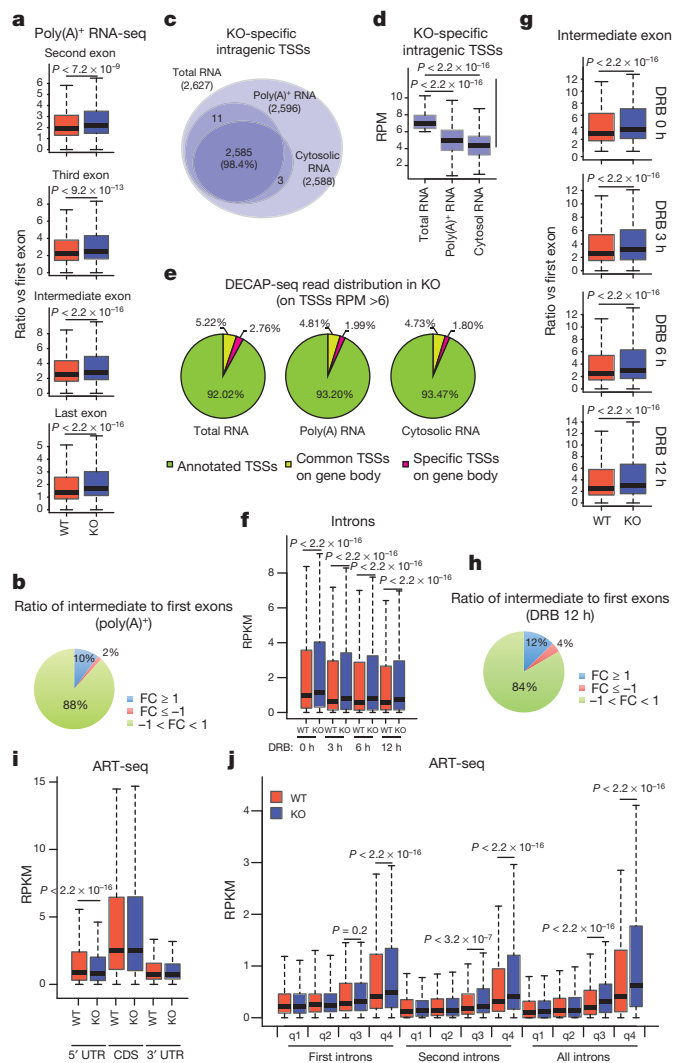 a
Poly(A)+ RNA-seq
Second exon
P < 7.2 × 10−9
6
5
4
3
2
1
0
Third exon
P < 9.2 × 10−13
8
6
4
2
0
Intermediate exon
P < 2.2 × 10−16
8
6
4
2
0
Last exon
P < 2.2 × 10−16
5
4
3
2
1
0
Ratio vs first exon
WT
KO
b
Ratio of intermediate to first exons
(poly(A)+)
10%
2%
88%
FC ≥ 1
FC ≤ −1
−1 < FC < 1
c
KO-specific
intragenic TSSs
Total RNA
(2,627)
Poly(A)+ RNA
(2,596)
11
2,585
(98.4%)
Cytosolic
RNA
(2,588)
3
d
KO-specific
intragenic TSSs
P < 2.2 × 10−16
P < 2.2 × 10−16
RPM
10
8
6
4
2
Total RNA
Poly(A)+ RNA
Cytosol RNA
e
DECAP-seq read distribution in KO
(on TSSs RPM >6)
5.22%
2.76%
4.81%
1.99%
4.73%
1.80%
92.02%
93.20%
93.47%
Total RNA
Poly(A) RNA
Cytosolic RNA
Annotated TSSs
Common TSSs
on gene body
Specific TSSs
on gene body
f
Introns
P < 2.2 × 10−16
P < 2.2 × 10−16
P < 2.2 × 10−16
P < 2.2 × 10−16
RPKM
8
6
4
2
0
WT KO WT KO WT KO WT KO
DRB: 0 h 3 h 6 h 12 h
g
Intermediate exon
P < 2.2 × 10−16
12
10
8
6
4
2
0
DRB 0 h
P < 2.2 × 10−16
12
10
8
6
4
2
0
DRB 3 h
P < 2.2 × 10−16
14
12
10
8
6
4
2
0
DRB 6 h
P < 2.2 × 10−16
14
12
10
8
6
4
2
0
DRB 12 h
Ratio vs first exon
WT
KO
h
Ratio of intermediate to first exons
(DRB 12 h)
12%
4%
84%
FC ≥ 1
FC ≤ −1
−1 < FC < 1
i
ART-seq
15
10
5
0
RPKM
P < 2.2 × 10−16
WT
KO
WT
KO
WT
KO
5′ UTR CDS 3′ UTR
j
ART-seq
WT
KO
4
3
2
1
0
RPKM
P = 0.2
P < 2.2 × 10−16
P < 3.2 × 10−7
P < 2.2 × 10−16
P < 2.2 × 10−16
P < 2.2 × 10−16
q1 q2 q3 q4 q1 q2 q3 q4 q1 q2 q3 q4
First introns Second introns All introns